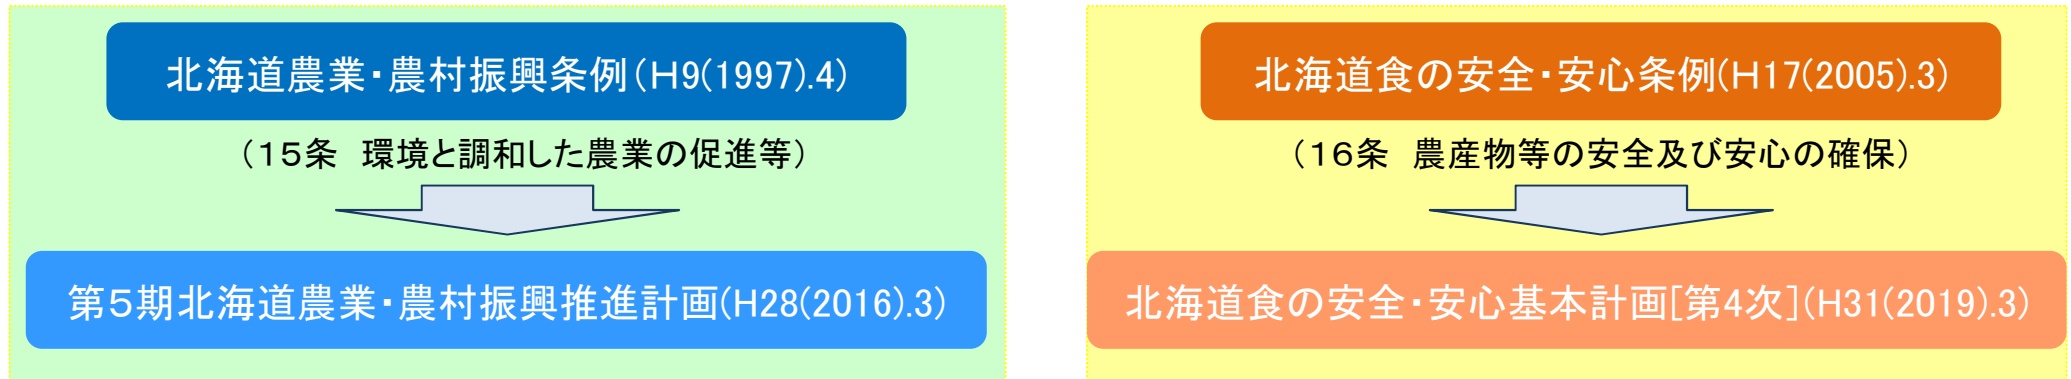 北海道農業・農村振興条例(H9(1997).4)
(15条　環境と調和した農業の促進等)
第5期北海道農業・農村振興推進計画(H28(2016).3)
北海道食の安全・安心条例(H17(2005).3)
(16条　農産物等の安全及び安心の確保)
北海道食の安全・安心基本計画[第4次](H31(2019).3)